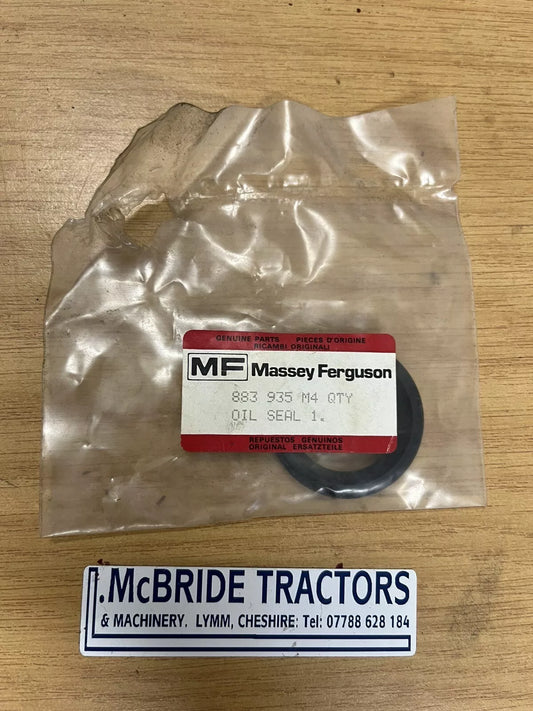 GENUINE PARTS PIECES D'ORIGINE
RICAMBI ORIGINALI
MF Massey Ferguson
883 935 M4 QTY
OIL SEAL 1.
REPUESTOS GENUINOS
ORIGINAL ERSATZTEILE
.McBRIDE TRACTORS
& MACHINERY. LYMM, CHESHIRE: Tel: 07788 628 184